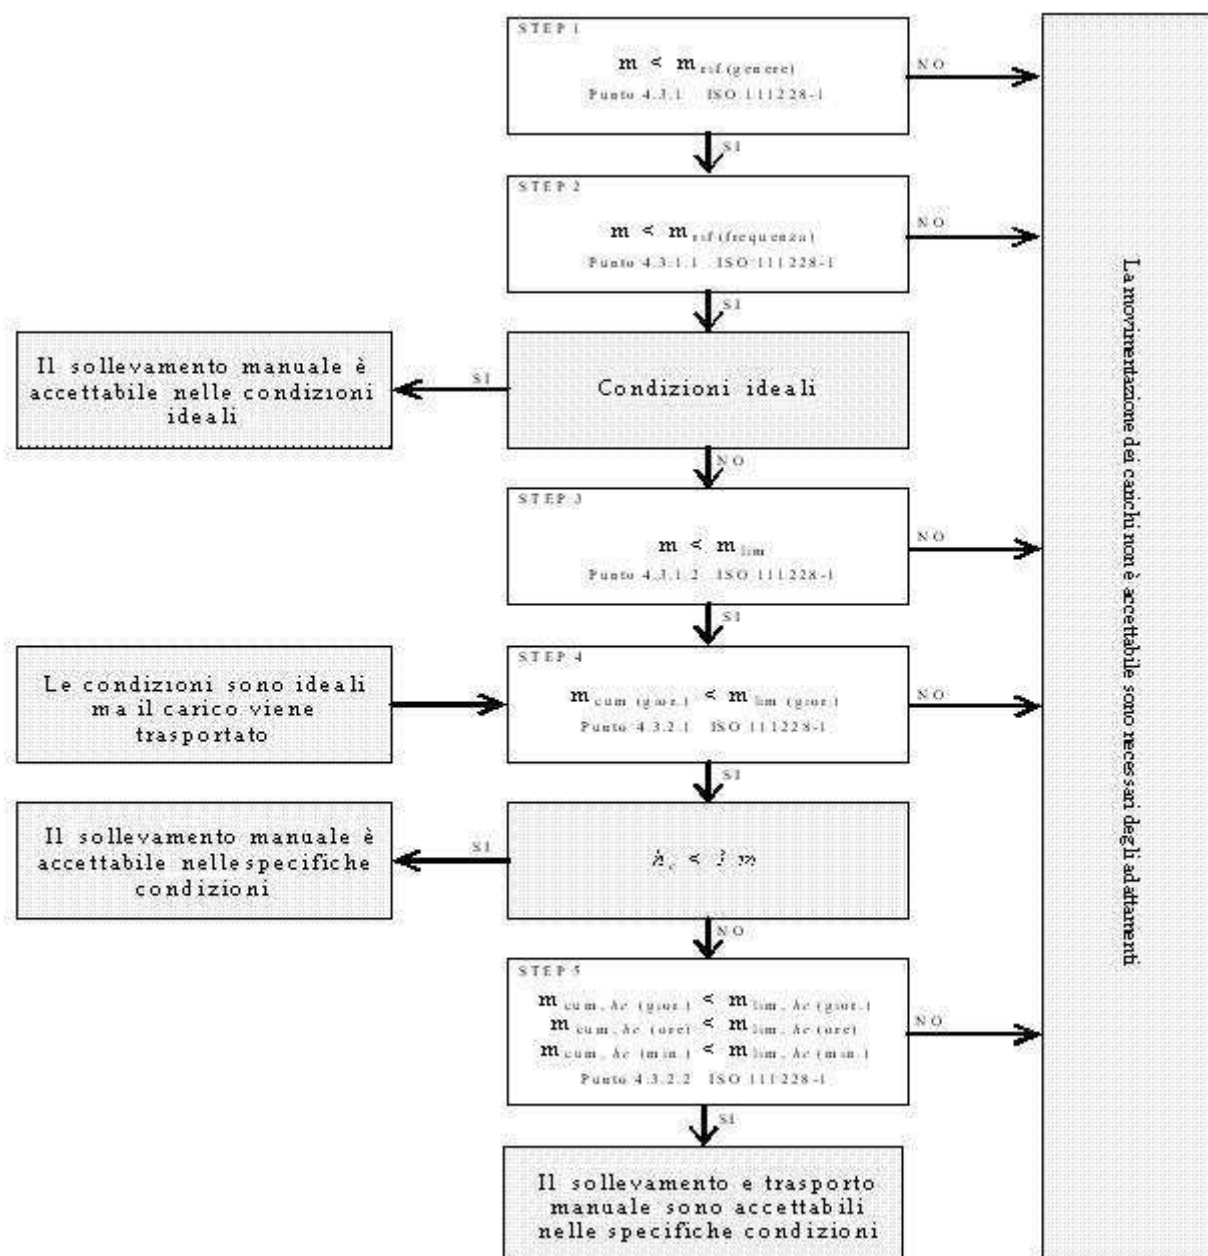 STEP 1
m < m rif (genere)
Punto 4.3.1 ISO 111228-1
NO
SI
STEP 2
m < m rif (frequenza)
Punto 4.3.1.1 ISO 111228-1
NO
SI
Il sollevamento manuale è
accettabile nelle condizioni
ideali
SI
Condizioni ideali
NO
STEP 3
m < m lim
Punto 4.3.1.2 ISO 111228-1
NO
SI
Le condizioni sono ideali
ma il carico viene
trasportato
STEP 4
m cum (gior.) < m lim (gior.)
Punto 4.3.2.1 ISO 111228-1
NO
SI
Il sollevamento manuale è
accettabile nelle specifiche
condizioni
SI
h c < 1 m
NO
STEP 5
m cum, hc (gior.) < m lim, hc (gior.)
m cum, hc (ore) < m lim, hc (ore)
m cum, hc (min.) < m lim, hc (min.)
Punto 4.3.2.2 ISO 111228-1
NO
SI
Il sollevamento e trasporto
manuale sono accettabili
nelle specifiche condizioni
La movimentazione dei carichi non è accettabile sono necessari degli adattamenti